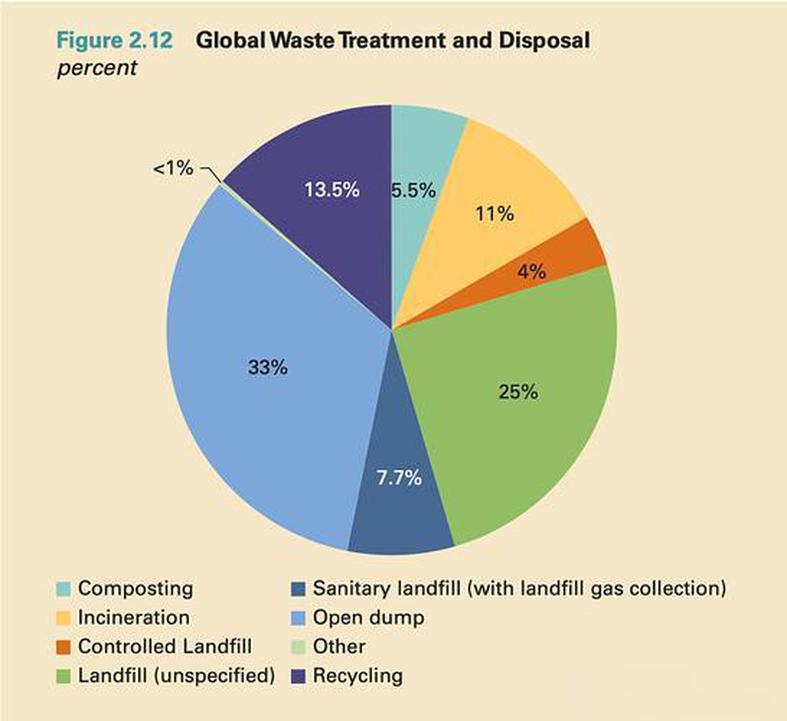 Figure 2.12 Global Waste Treatment and Disposal
percent
<1%
13.5%
5.5%
11%
4%
33%
25%
7.7%
Composting
Incineration
Controlled Landfill
Landfill (unspecified)
Sanitary landfill (with landfill gas collection)
Open dump
Other
Recycling